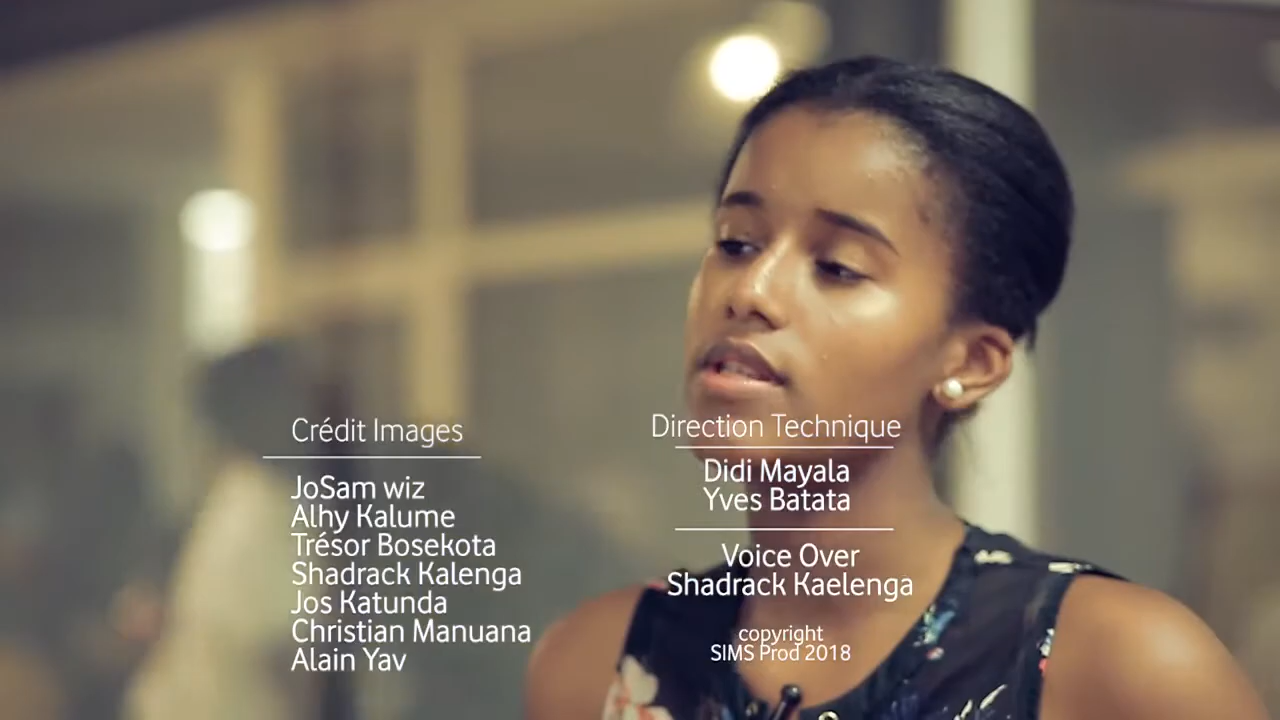 Crédit Images
JoSam wiz
Alhy Kalume
Trésor Bosekota
Shadrack Kalenga
Jos Katunda
Christian Manuana
Alain Yav
Direction Technique
Didi Mayala
Yves Batata
Voice Over
Shadrack Kaelenga
copyright
SIMS Prod 2018